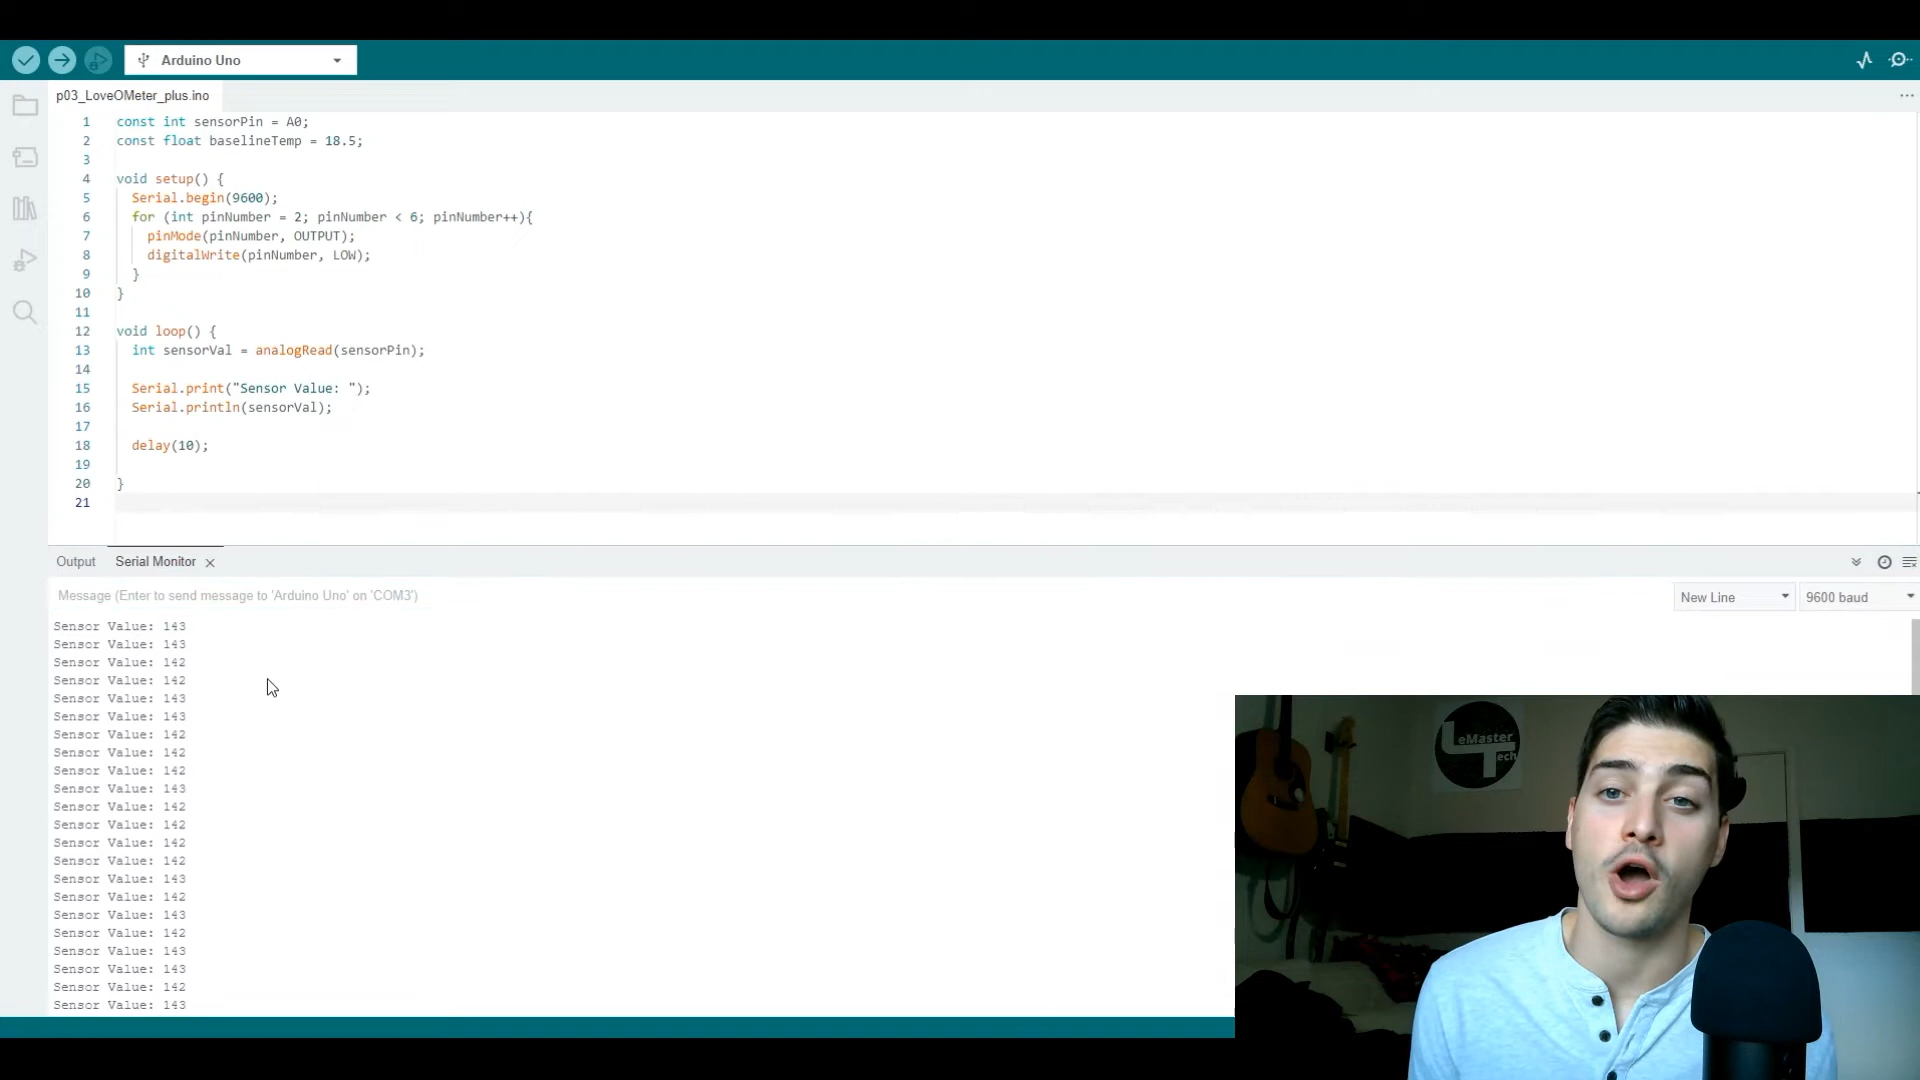 Arduino Uno
p03_LoveOMeter_plus.ino
1 const int sensorPin = A0;
2 const float baselineTemp = 18.5;
3
4 void setup() {
5 Serial.begin(9600);
6 for (int pinNumber = 2; pinNumber < 6; pinNumber++){
7 pinMode(pinNumber, OUTPUT);
8 digitalWrite(pinNumber, LOW);
9 }
10 }
11
12 void loop() {
13 int sensorVal = analogRead(sensorPin);
14
15 Serial.print("Sensor Value: ");
16 Serial.println(sensorVal);
17
18 delay(10);
19
20 }
21
Output Serial Monitor
Message (Enter to send message to 'Arduino Uno' on 'COM3')
New Line 9600 baud
Sensor Value: 143
Sensor Value: 143
Sensor Value: 142
Sensor Value: 142
Sensor Value: 143
Sensor Value: 143
Sensor Value: 142
Sensor Value: 142
Sensor Value: 142
Sensor Value: 143
Sensor Value: 142
Sensor Value: 142
Sensor Value: 142
Sensor Value: 142
Sensor Value: 143
Sensor Value: 142
Sensor Value: 143
Sensor Value: 142
Sensor Value: 143
Sensor Value: 143
Sensor Value: 142
Sensor Value: 143
LeMaster
Tech